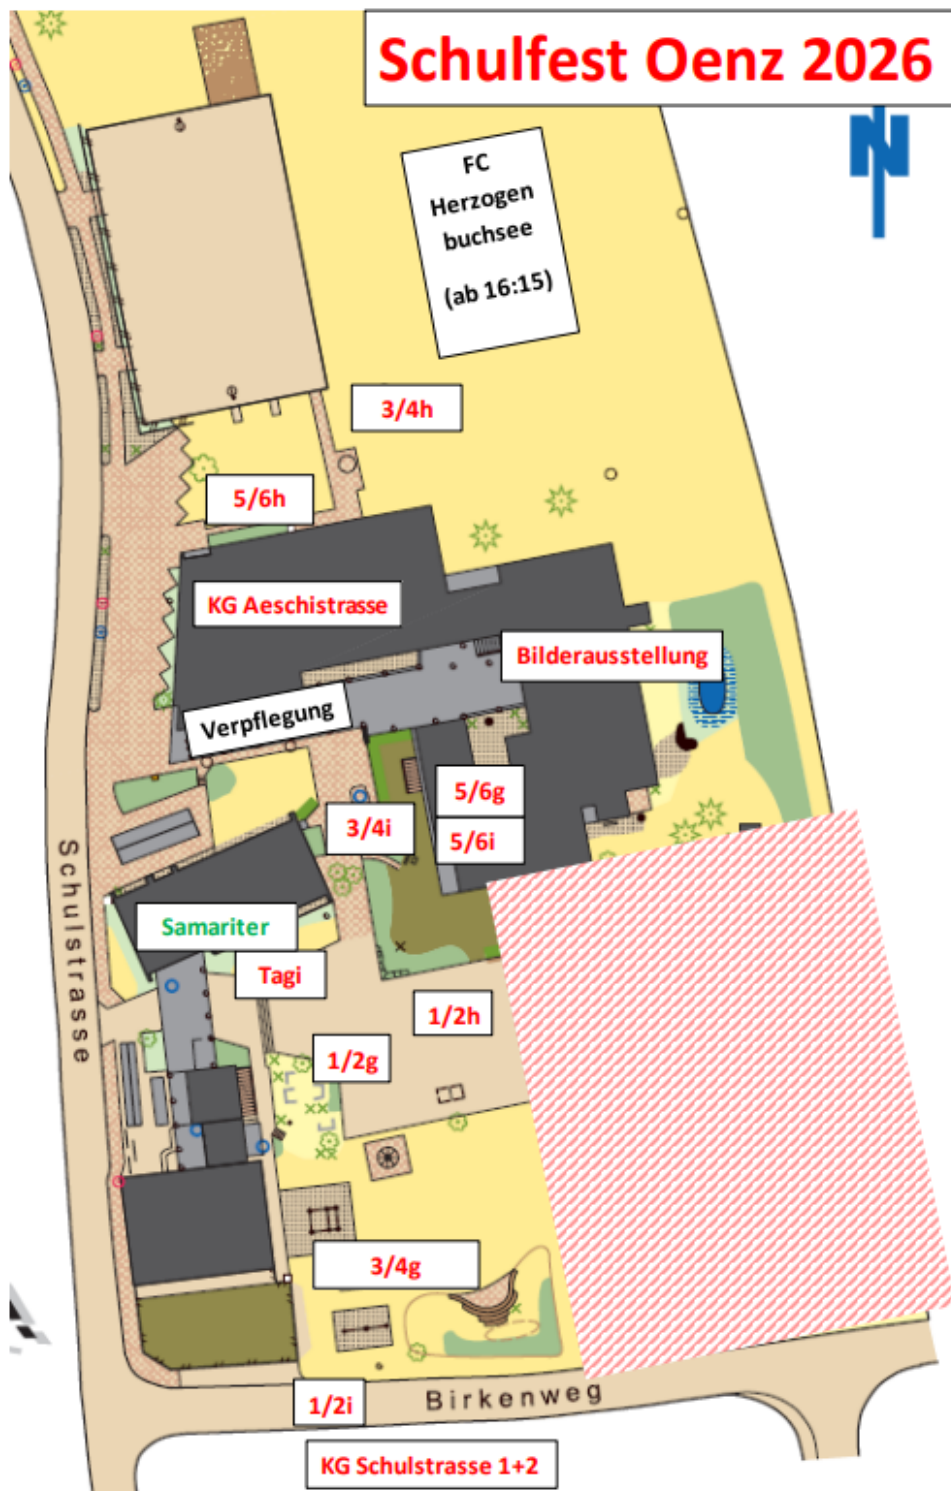 Schulfest Oenz 2026
N
FC
Herzogen
buchsee
(ab 16:15)
3/4h
5/6h
KG Aeschistrasse
Bilderausstellung
Verpflegung
5/6g
3/4i
5/6i
Schulstrasse
Samariter
Tagi
1/2h
1/2g
3/4g
1/2i
Birkenweg
KG Schulstrasse 1+2